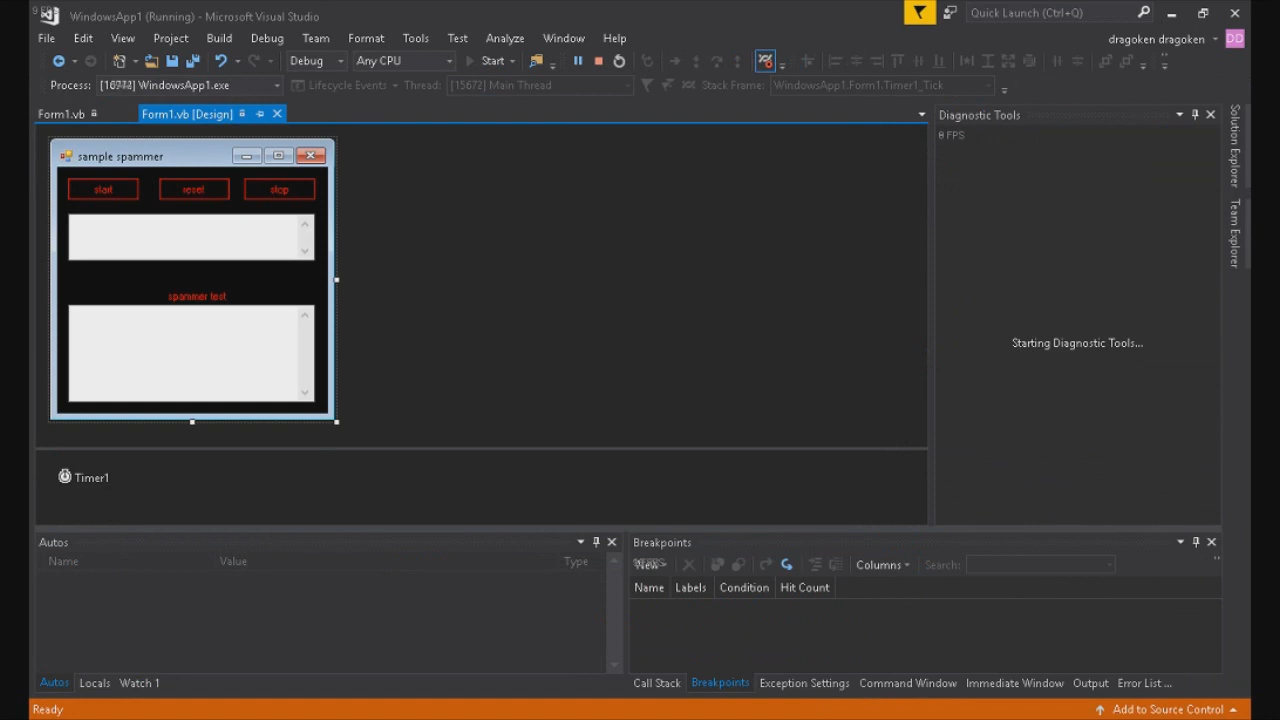 WindowsApp1 (Running) - Microsoft Visual Studio
Quick Launch (Ctrl+Q)
File Edit View Project Build Debug Team Format Tools Test Analyze Window Help
dragoken dragoken DD
Debug Any CPU Start
Process: WindowsApp1.exe Lifecycle Events Thread: [15672] Main Thread Stack Frame: WindowsApp1.Form1.Timer1_Tick
Form1.vb Form1.vb [Design]
Diagnostic Tools
FPS
sample spammer
start reset stop
spammer test
Solution Explorer
Team Explorer
Starting Diagnostic Tools...
Timer1
Autos
Name Value Type
Breakpoints
New Columns Search:
Name Labels Condition Hit Count
Autos Locals Watch 1
Call Stack Breakpoints Exception Settings Command Window Immediate Window Output Error List ...
Ready
Add to Source Control